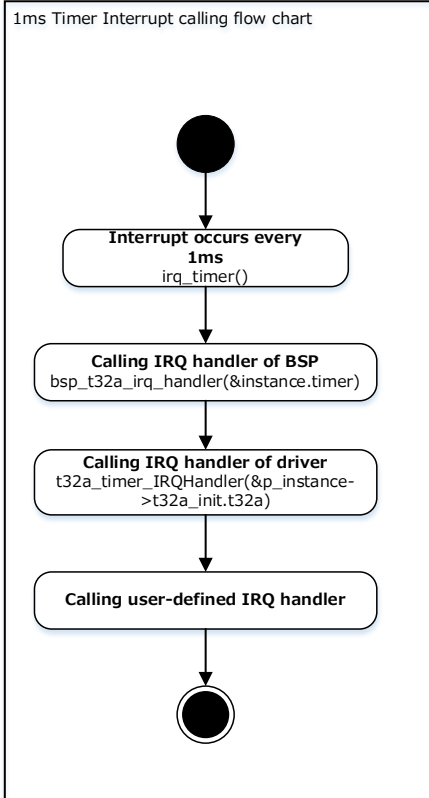 1ms Timer Interrupt calling flow chart
Interrupt occurs every
1ms
irq_timer()
Calling IRQ handler of BSP
bsp_t32a_irq_handler(&instance.timer)
Calling IRQ handler of driver
t32a_timer_IRQHandler(&p_instance-
>t32a_init.t32a)
Calling user-defined IRQ handler